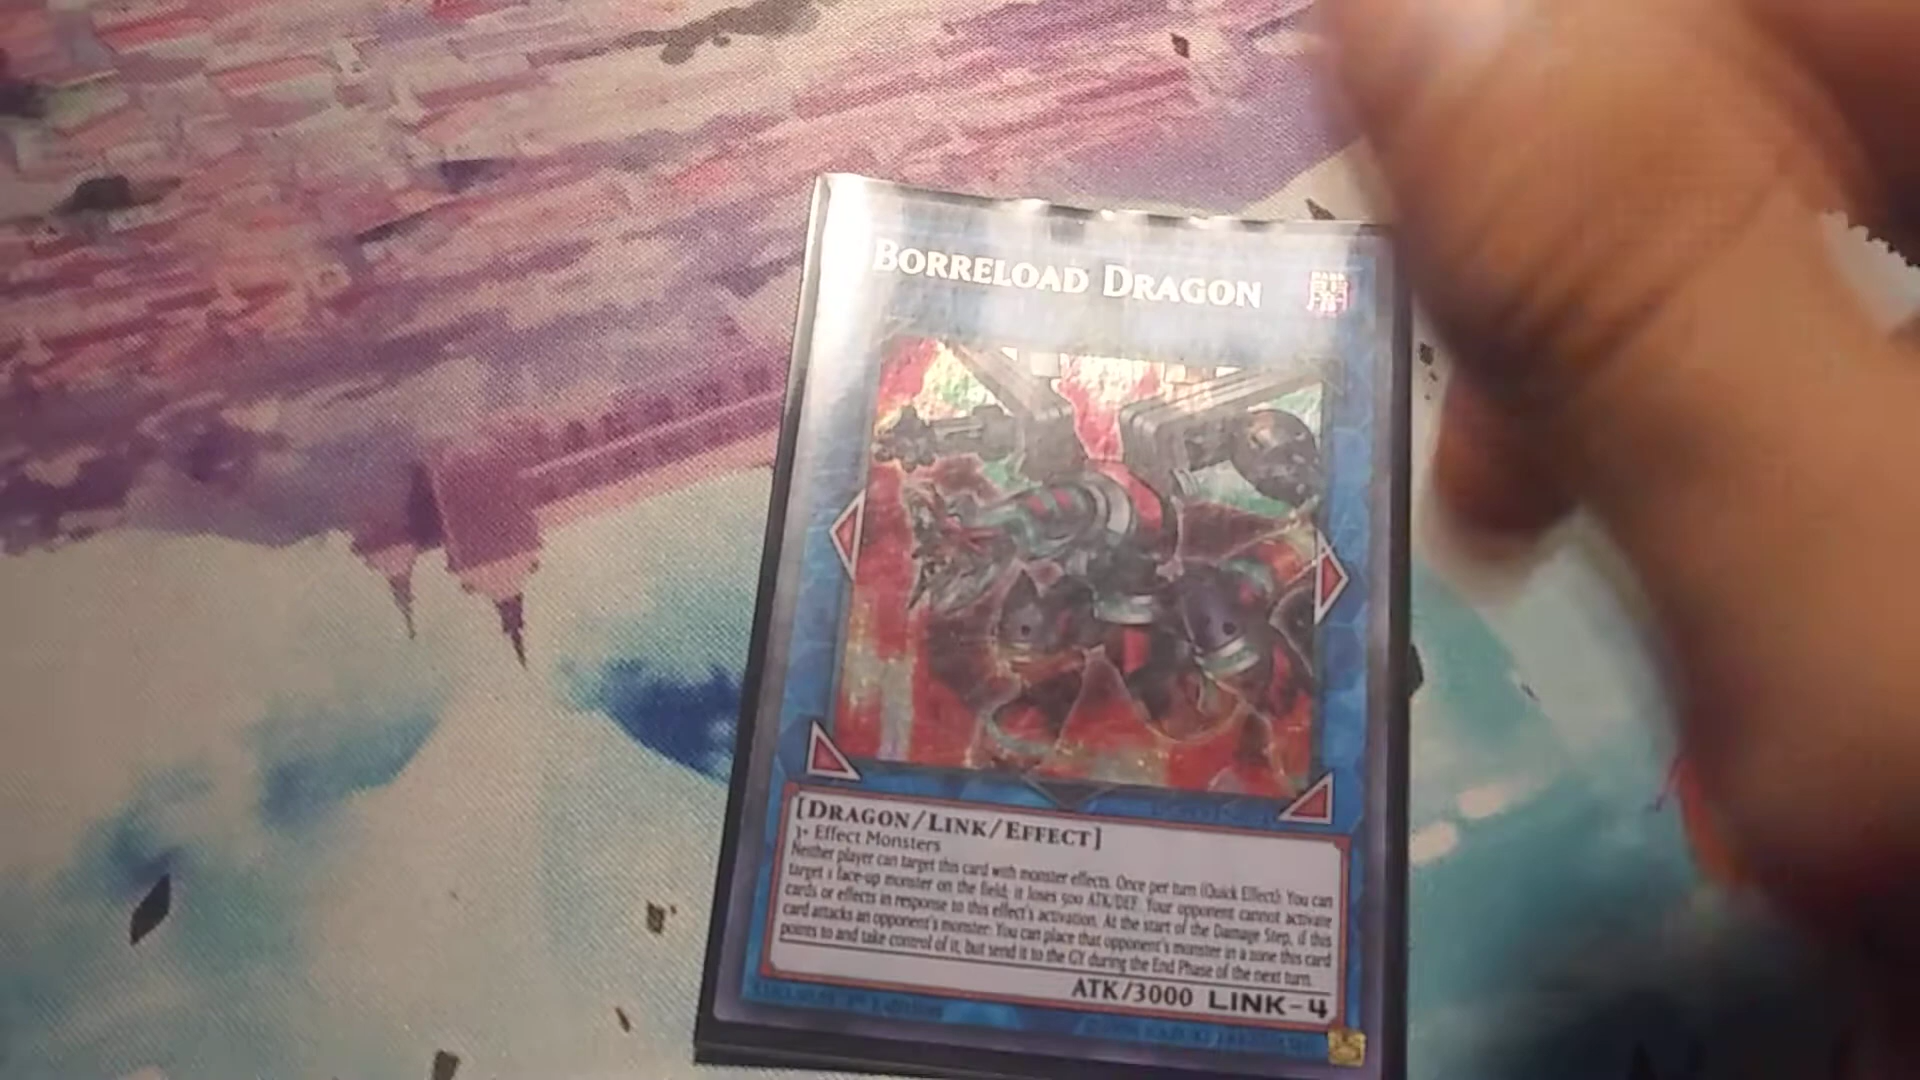 BORRELOAD DRAGON
[DRAGON/LINK/EFFECT]
3+ Effect Monsters
Neither player can target this card with monster effects. Once per turn (Quick Effect): You can
target 1 face-up monster on the field; it loses 500 ATK/DEF. Your opponent cannot activate
cards or effects in response to this effect's activation. At the start of the Damage Step, if this
card attacks an opponent's monster: You can place that opponent's monster in a zone this card
points to and take control of it, but send it to the GY during the End Phase of the next turn.
ATK/3000 LINK-4